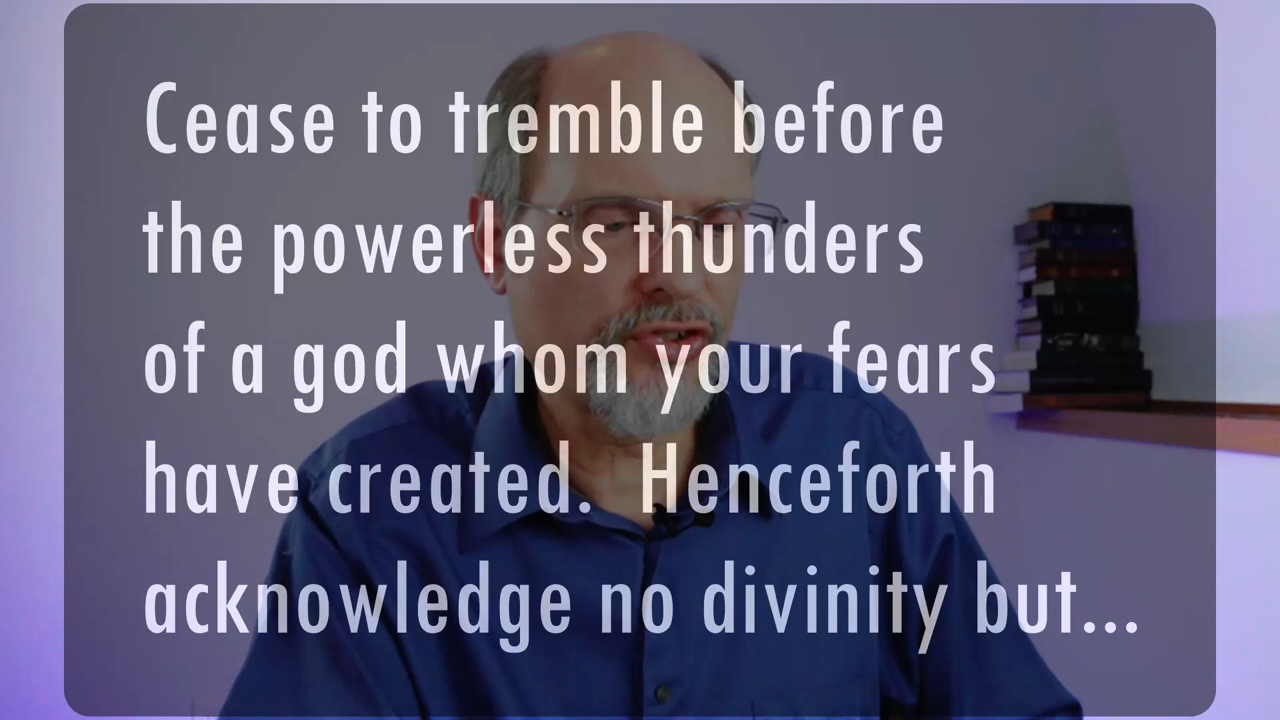 Cease to tremble before
the powerless thunders
of a god whom your fears
have created.  Henceforth
acknowledge no divinity but...